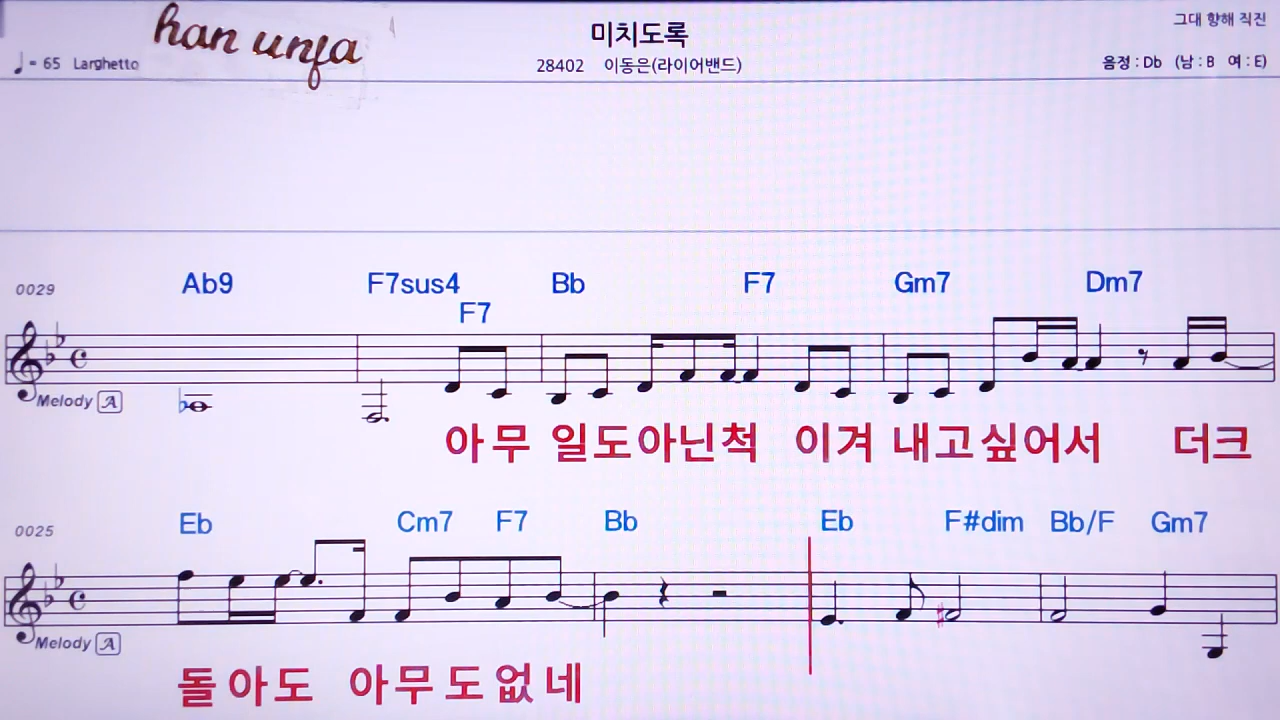 han unfa
미치도록
그대 향해 직진
♩= 65 Larghetto
28402 이동은(라이어밴드)
음정 : Db (남 : B 여 : E)
0029
Ab9 F7sus4 F7 Bb F7 Gm7 Dm7
Melody A
아무 일도아닌척 이겨 내고싶어서 더크
0025
Eb Cm7 F7 Bb Eb F#dim Bb/F Gm7
Melody A
돌아도 아무도없네